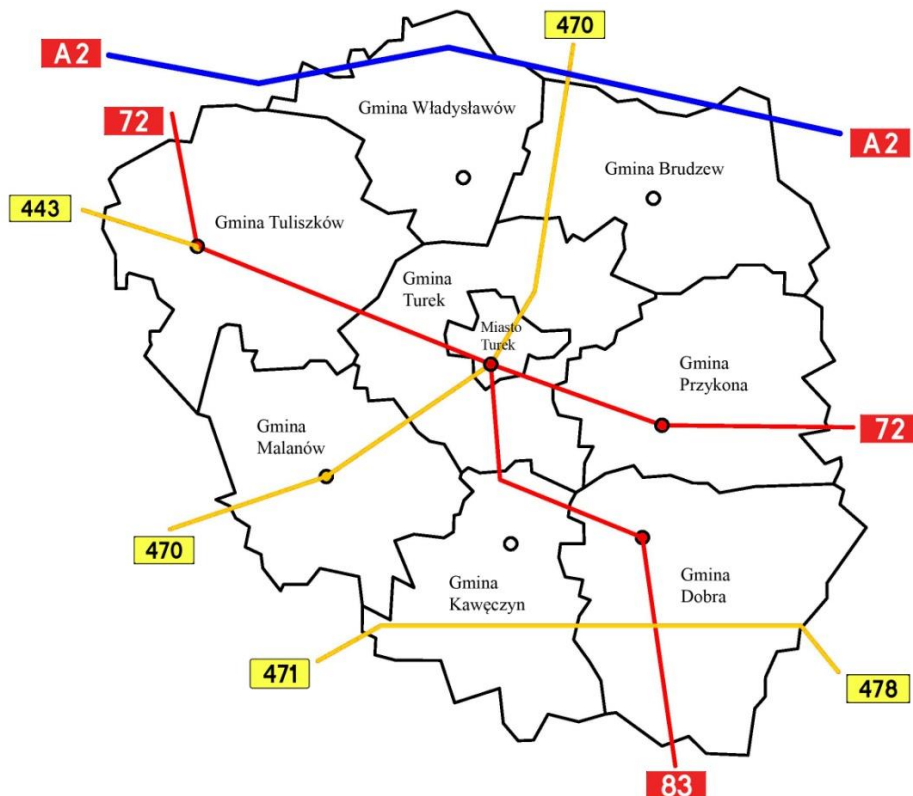 470
A2
Gmina Władysławów
72
A2
Gmina Brudzew
443
Gmina Tuliszków
Gmina
Turek
Miasto
Turek
Gmina
Przykona
72
Gmina
Malanów
470
Gmina
Kawęczyn
Gmina
Dobra
471
478
83